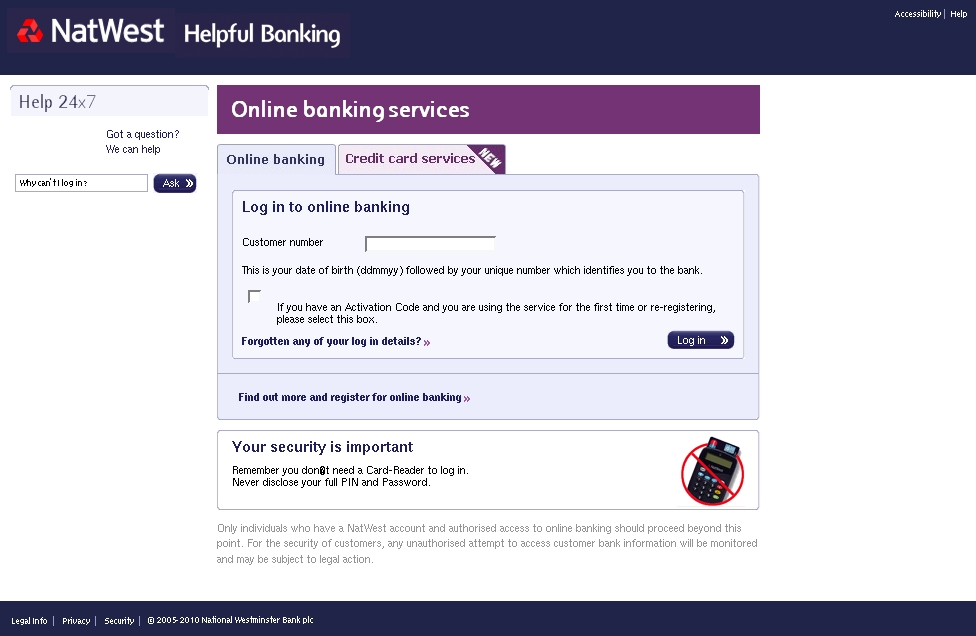 NatWest Helpful Banking
Accessibility | Help
Help 24x7
Got a question?
We can help
Why can't I log in?
Ask »
Online banking services
Online banking
Credit card services
NEW
Log in to online banking
Customer number
This is your date of birth (ddmmyy) followed by your unique number which identifies you to the bank.
If you have an Activation Code and you are using the service for the first time or re-registering,
please select this box.
Forgotten any of your log in details? »
Log in »
Find out more and register for online banking »
Your security is important
Remember you don�t need a Card-Reader to log in.
Never disclose your full PIN and Password.
Only individuals who have a NatWest account and authorised access to online banking should proceed beyond this
point. For the security of customers, any unauthorised attempt to access customer bank information will be monitored
and may be subject to legal action.
Legal Info | Privacy | Security | © 2005-2010 National Westminster Bank plc